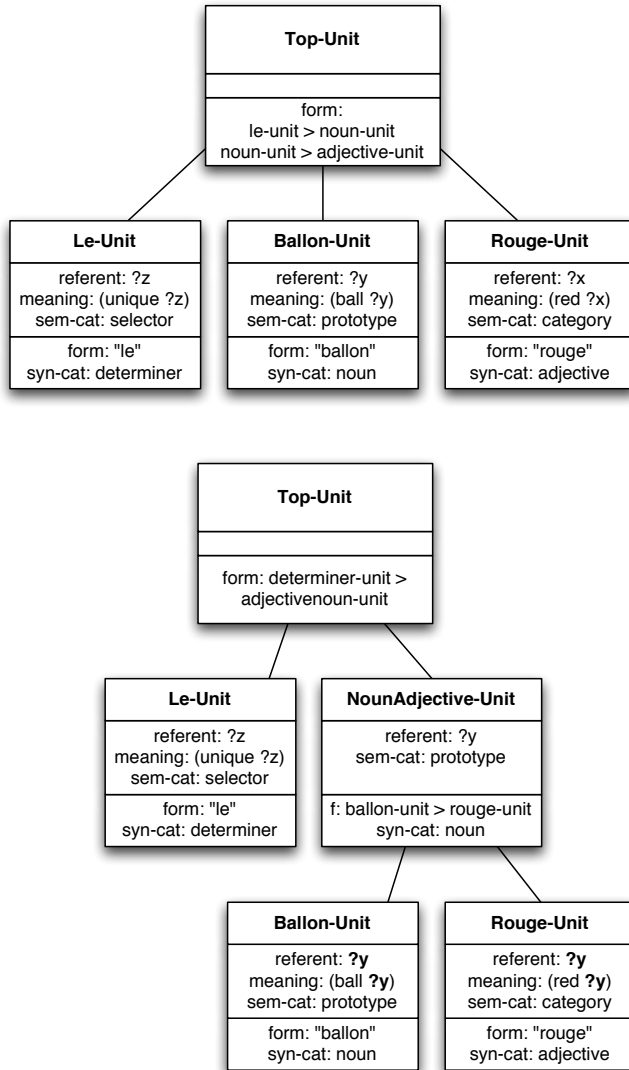 Top-Unit
form:
le-unit > noun-unit
noun-unit > adjective-unit
Le-Unit
referent: ?z
meaning: (unique ?z)
sem-cat: selector
form: "le"
syn-cat: determiner
Ballon-Unit
referent: ?y
meaning: (ball ?y)
sem-cat: prototype
form: "ballon"
syn-cat: noun
Rouge-Unit
referent: ?x
meaning: (red ?x)
sem-cat: category
form: "rouge"
syn-cat: adjective
Top-Unit
form: determiner-unit >
adjectivenoun-unit
Le-Unit
referent: ?z
meaning: (unique ?z)
sem-cat: selector
form: "le"
syn-cat: determiner
NounAdjective-Unit
referent: ?y
sem-cat: prototype
f: ballon-unit > rouge-unit
syn-cat: noun
Ballon-Unit
referent: ?y
meaning: (ball ?y)
sem-cat: prototype
form: "ballon"
syn-cat: noun
Rouge-Unit
referent: ?y
meaning: (red ?y)
sem-cat: category
form: "rouge"
syn-cat: adjective